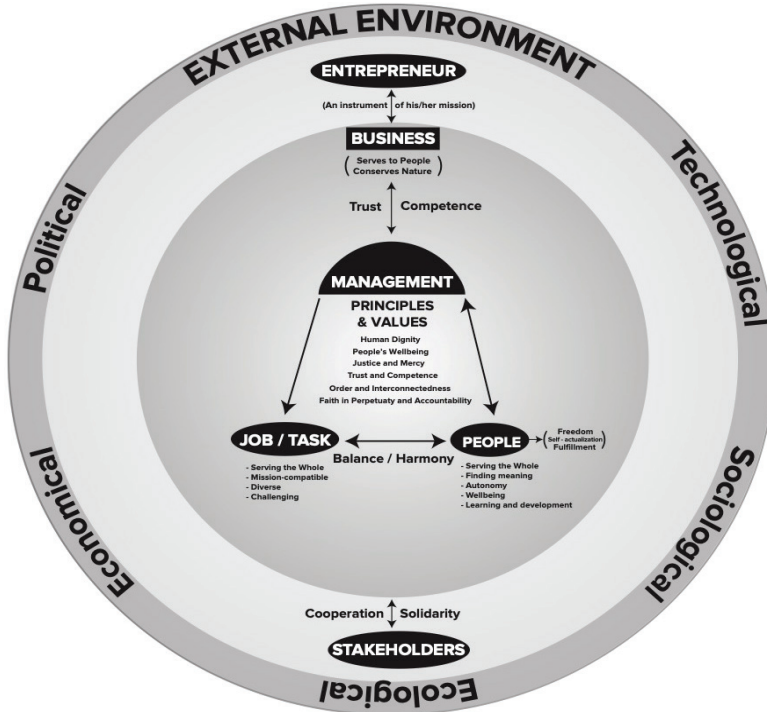 EXTERNAL ENVIRONMENT
ENTREPRENEUR
(An instrument of his/her mission)
BUSINESS
(Serves to People
Conserves Nature)
Trust Competence
Political
Technological
MANAGEMENT
PRINCIPLES
& VALUES
Human Dignity
People's Wellbeing
Justice and Mercy
Trust and Competence
Order and Interconnectedness
Faith in Perpetuaty and Accountability
JOB / TASK
Balance / Harmony
PEOPLE
(Freedom
Self - actualization
Fulfillment)
- Serving the Whole
- Mission-compatible
- Diverse
- Challenging
- Serving the Whole
- Finding meaning
- Autonomy
- Wellbeing
- Learning and development
Economical
Sociological
Cooperation Solidarity
STAKEHOLDERS
Ecological